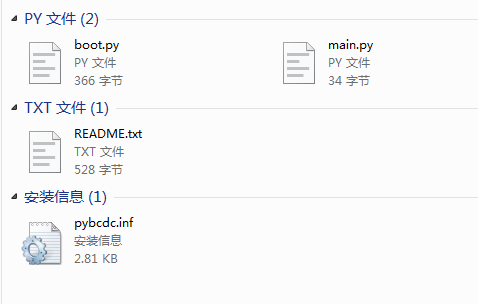 PY 文件 (2)
boot.py
PY 文件
366 字节
main.py
PY 文件
34 字节
TXT 文件 (1)
README.txt
TXT 文件
528 字节
安装信息 (1)
pybcdc.inf
安装信息
2.81 KB